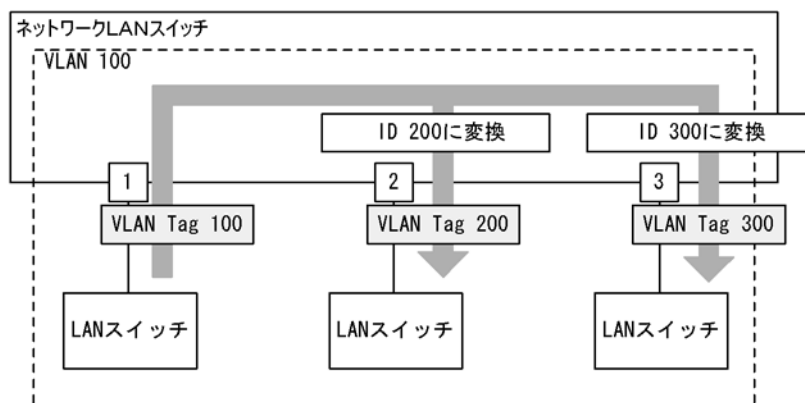 ネットワークLANスイッチ
VLAN 100
ID 200に変換
ID 300に変換
1
2
3
VLAN Tag 100
VLAN Tag 200
VLAN Tag 300
LANスイッチ
LANスイッチ
LANスイッチ